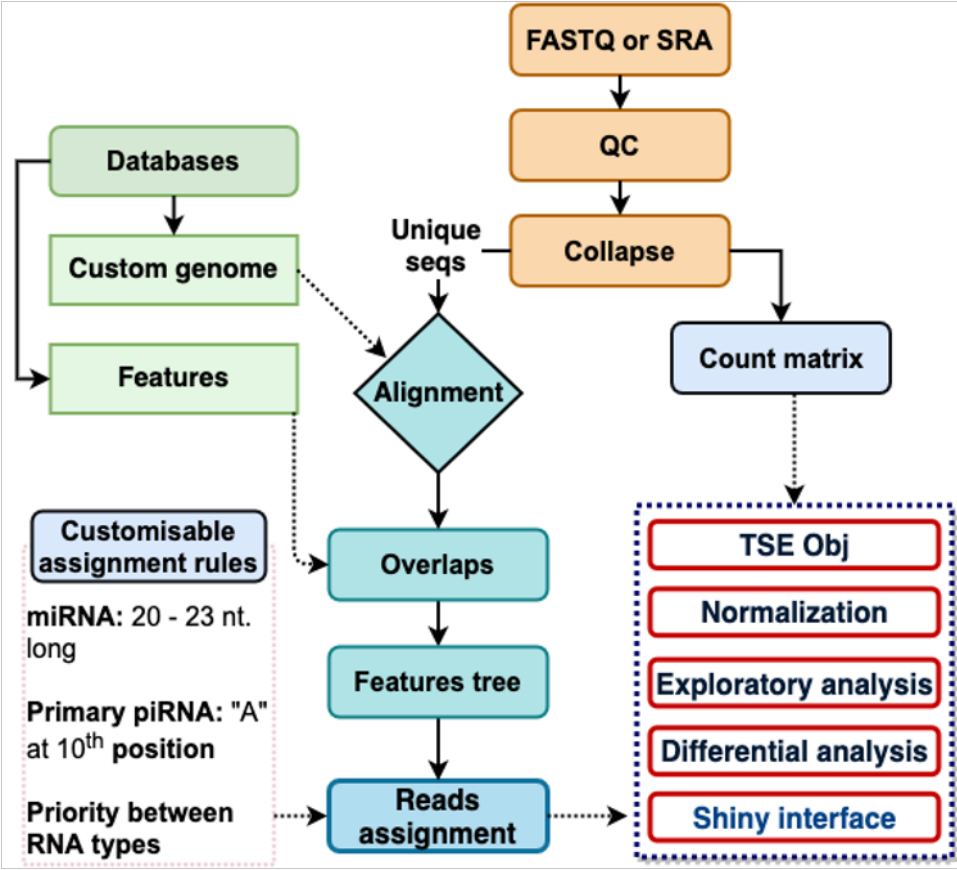 FASTQ or SRA
QC
Collapse
Databases
Custom genome
Features
Unique
seqs
Alignment
Count matrix
Overlaps
Features tree
Reads
assignment
Customisable
assignment rules
miRNA: 20 - 23 nt.
long
Primary piRNA: "A"
at 10th position
Priority between
RNA types
TSE Obj
Normalization
Exploratory analysis
Differential analysis
Shiny interface